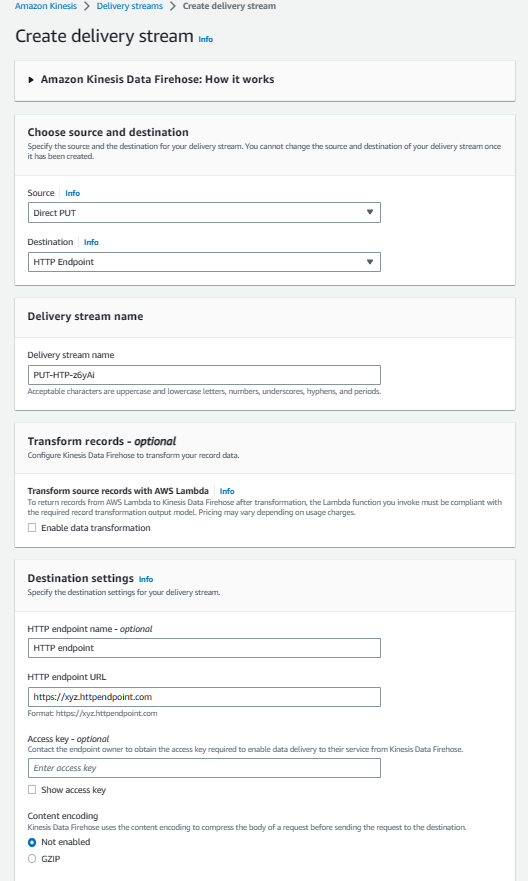 Amazon Kinesis > Delivery streams > Create delivery stream
Create delivery stream Info
Amazon Kinesis Data Firehose: How it works
Choose source and destination
Specify the source and the destination for your delivery stream. You cannot change the source and destination of your delivery stream once
it has been created.
Source Info
Direct PUT
Destination Info
HTTP Endpoint
Delivery stream name
Delivery stream name
PUT-HTP-z6yAi
Acceptable characters are uppercase and lowercase letters, numbers, underscores, hyphens, and periods.
Transform records - optional
Configure Kinesis Data Firehose to transform your record data.
Transform source records with AWS Lambda Info
To return records from AWS Lambda to Kinesis Data Firehose after transformation, the Lambda function you invoke must be compliant with
the required record transformation output model. Pricing may vary depending on usage charges.
Enable data transformation
Destination settings Info
Specify the destination settings for your delivery stream.
HTTP endpoint name - optional
HTTP endpoint
HTTP endpoint URL
https://xyz.httpendpoint.com
Format: https://xyz.httpendpoint.com
Access key - optional
Contact the endpoint owner to obtain the access key required to enable data delivery to their service from Kinesis Data Firehose.
Enter access key
Show access key
Content encoding
Kinesis Data Firehose uses the content encoding to compress the body of a request before sending the request to the destination.
Not enabled
GZIP